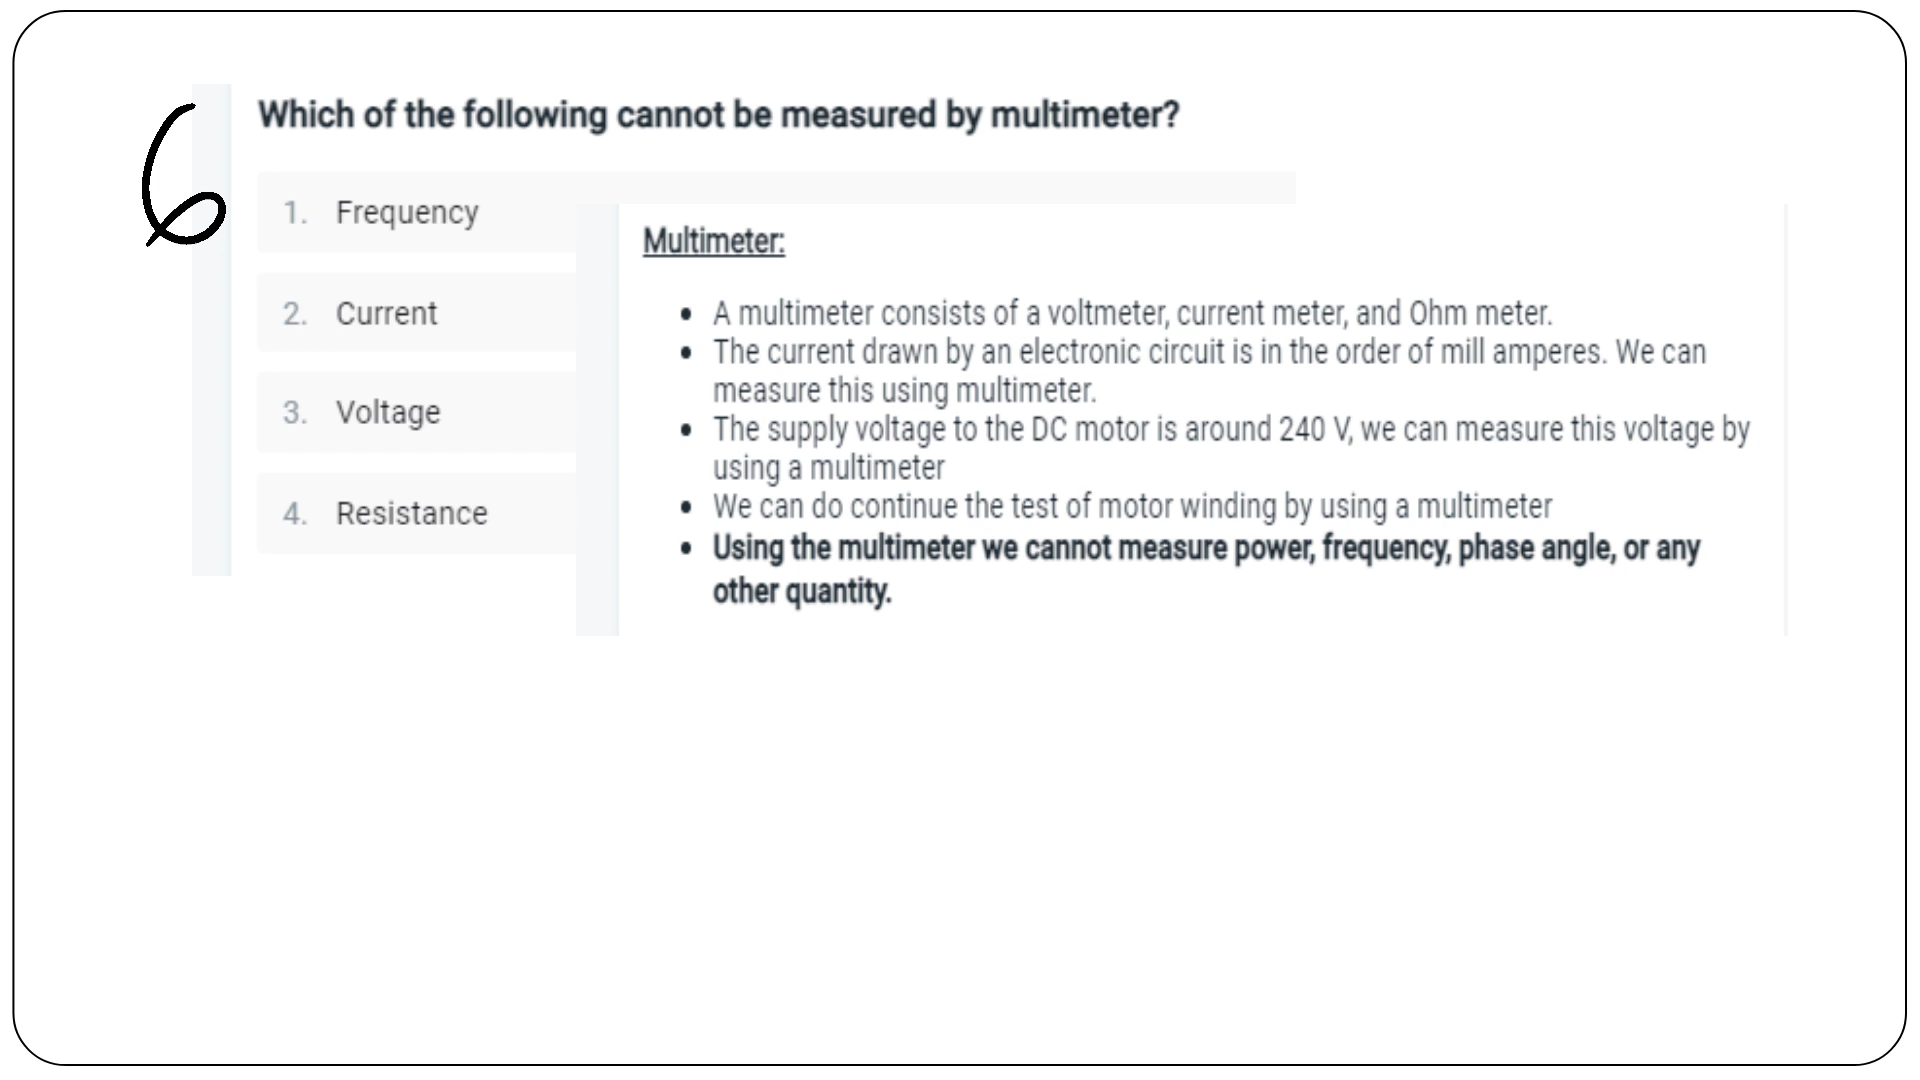 6
Which of the following cannot be measured by multimeter?
1. Frequency
2. Current
3. Voltage
4. Resistance
Multimeter:
• A multimeter consists of a voltmeter, current meter, and Ohm meter.
• The current drawn by an electronic circuit is in the order of mill amperes. We can
measure this using multimeter.
• The supply voltage to the DC motor is around 240 V, we can measure this voltage by
using a multimeter
• We can do continue the test of motor winding by using a multimeter
• Using the multimeter we cannot measure power, frequency, phase angle, or any
other quantity.